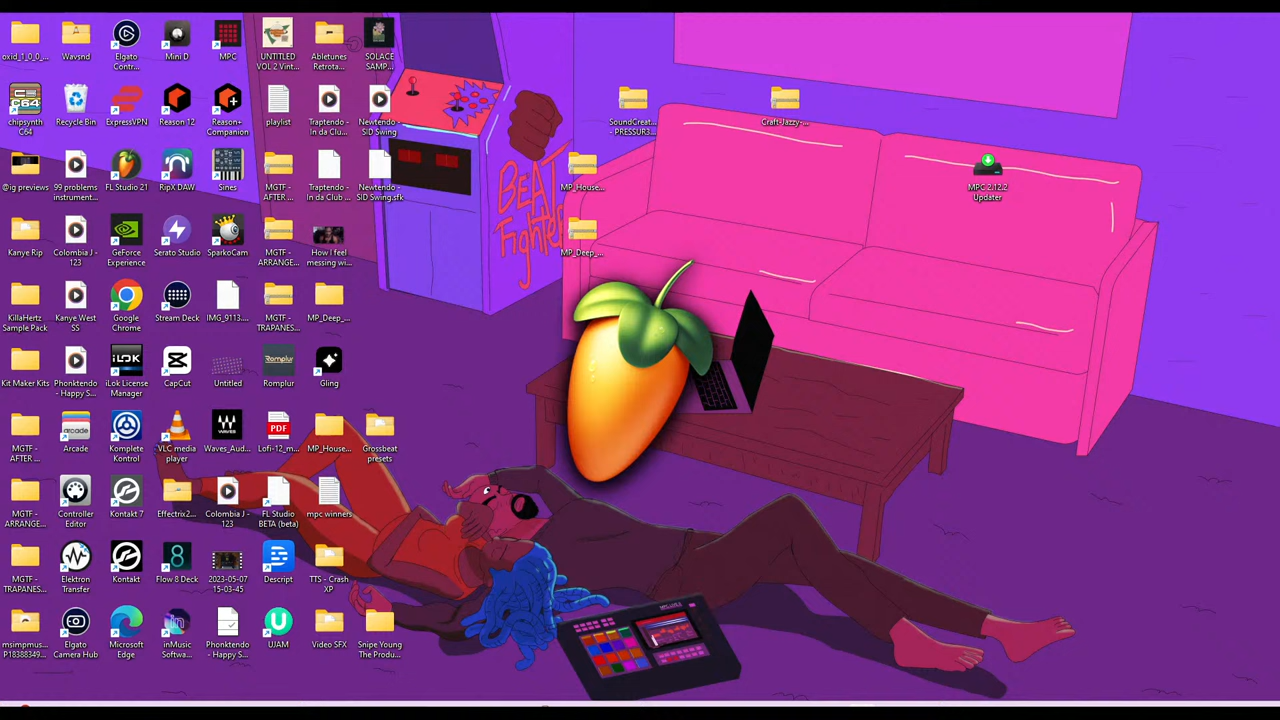 oxid_1_0_0_...
Wavsnd
Elgato
Contr...
Mini D
MPC
UNTITLED
VOL 2 Vint...
Abletunes
Retrota...
SOLACE
SAMP...
chipsynth
C64
Recycle Bin
ExpressVPN
Reason 12
Reason+
Companion
playlist
Traptendo -
In da Clu...
Newtendo -
SID Swing
SoundCreat...
- PRESSUR3...
Craft-Jazzy-...
@ig previews
99 problems
instrument...
FL Studio 21
RipX DAW
Sines
MGTF -
AFTER ...
Traptendo -
In da Club ...
Newtendo -
SID Swing.sfk
MP_House...
MPC 2.12.2
Updater
BEAT
Fighter
Kanye Rip
Colombia J -
123
GeForce
Experience
Serato Studio
SparkoCam
MGTF -
ARRANGE...
How I feel
messing wi...
MP_Deep_...
KillaHertz
Sample Pack
Kanye West
SS
Google
Chrome
Stream Deck
IMG_9113....
MGTF -
TRAPANES...
MP_Deep_...
Kit Maker Kits
Phonktendo
- Happy S...
iLok License
Manager
CapCut
Untitled
Romplur
Gling
MGTF -
AFTER ...
Arcade
Komplete
Kontrol
VLC media
player
Waves_Aud...
Lofi-12_m...
MP_House...
Grossbeat
presets
MGTF -
ARRANGE...
Controller
Editor
Kontakt 7
Effectrix2...
Colombia J -
123
FL Studio
BETA (beta)
mpc winners
MGTF -
TRAPANES...
Elektron
Transfer
Kontakt
Flow 8 Deck
2023-05-07
15-03-45
Descript
TTS - Crash
XP
msimpmus...
P18388349...
Elgato
Camera Hub
Microsoft
Edge
inMusic
Softwa...
Phonktendo
- Happy S...
UJAM
Video SFX
Snipe Young
The Produ...